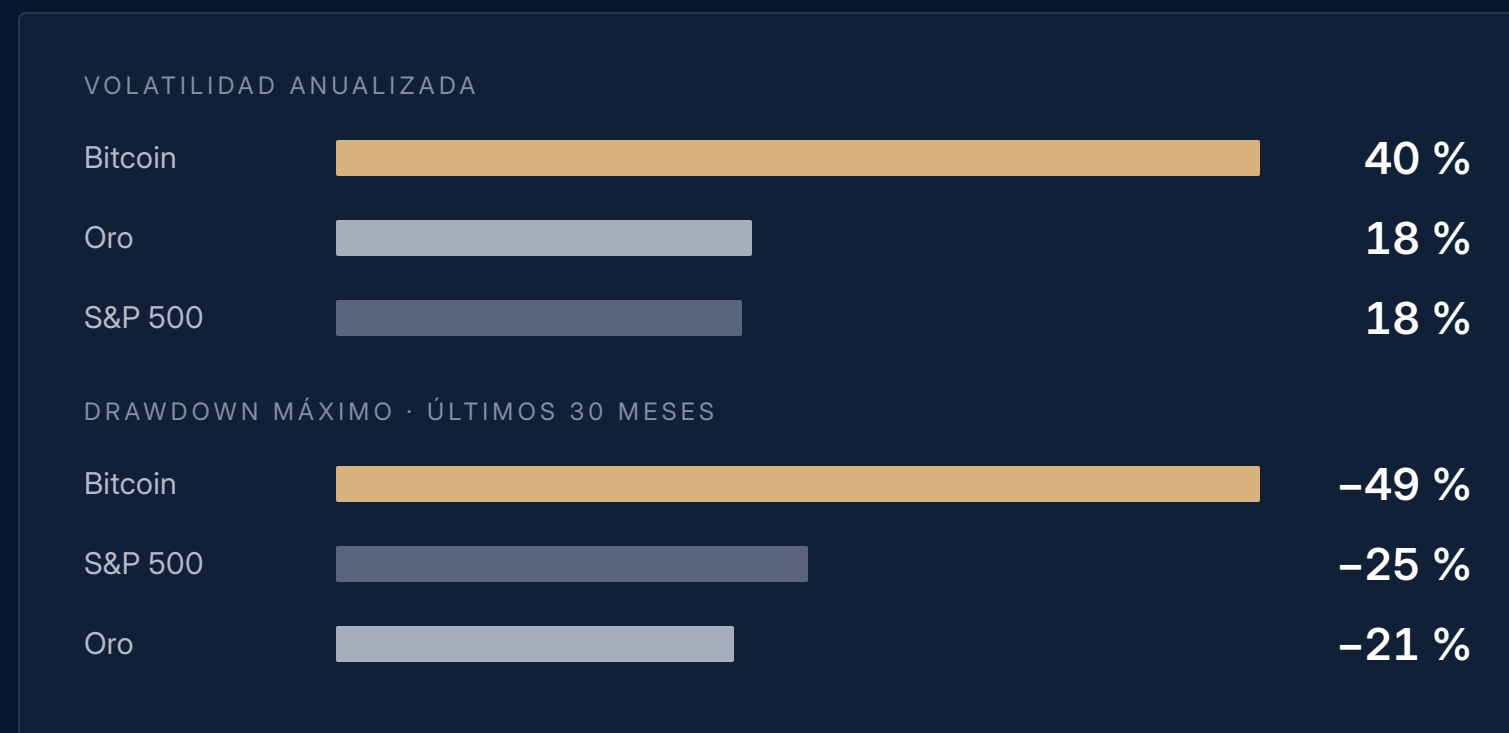 VOLATILIDAD ANUALIZADA
Bitcoin 40 %
Oro 18 %
S&P 500 18 %
DRAWDOWN MÁXIMO · ÚLTIMOS 30 MESES
Bitcoin −49 %
S&P 500 −25 %
Oro −21 %